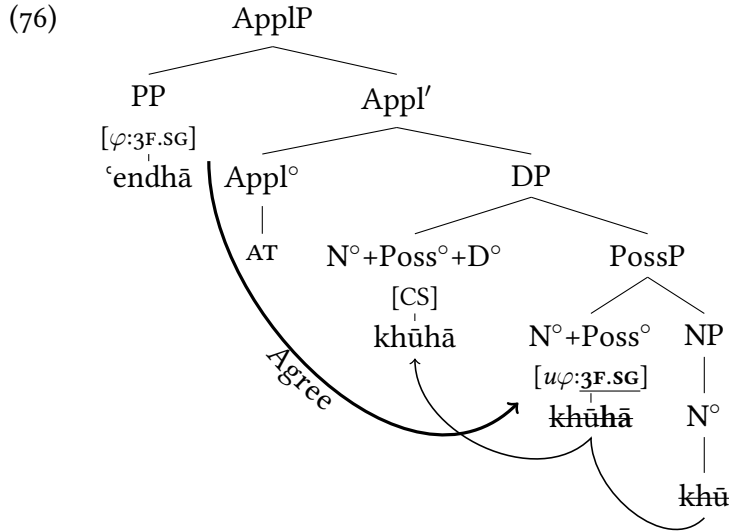 (76)
ApplP
PP Appl′
[φ:3F.SG]
ʿendhā Appl° DP
AT N°+Poss°+D° PossP
[CS]
khūhā N°+Poss° NP
[uφ:3F.SG]
khūhā N°
khū
Agree